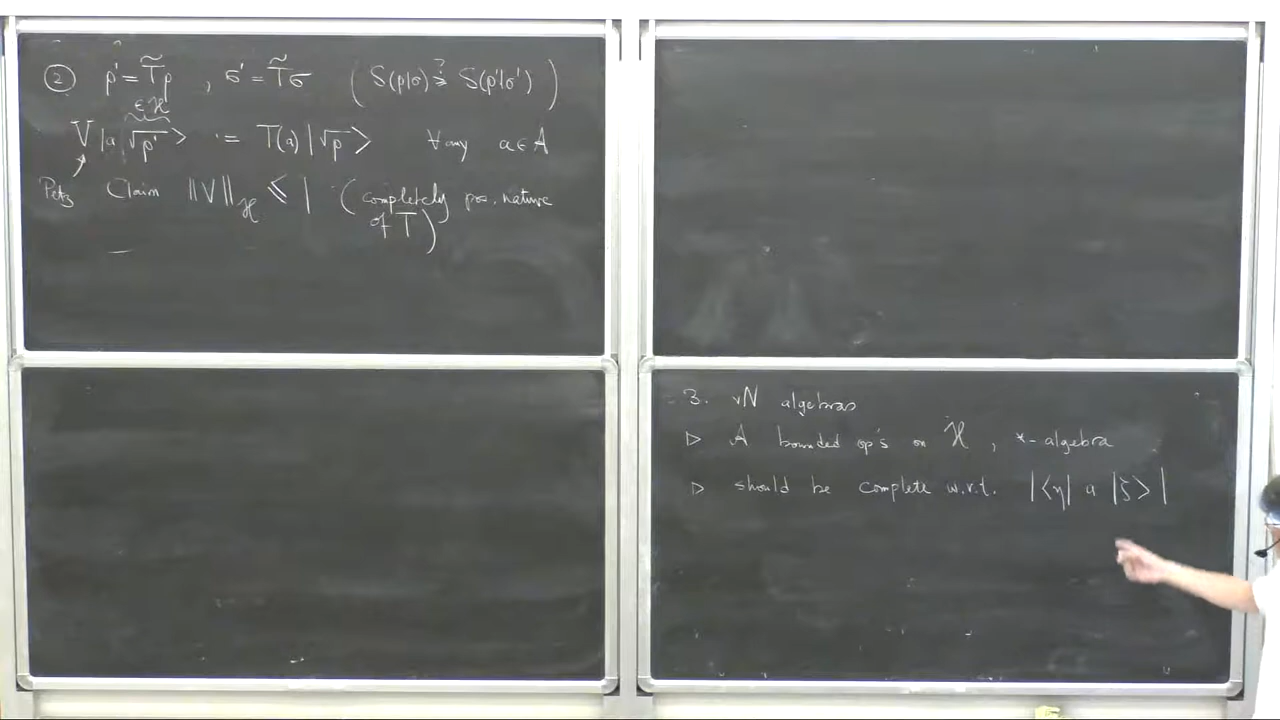 ② ρ' = T̃ρ , σ' = T̃σ ( S(ρ|σ) ≥? S(ρ'|σ') )
∈ ℋ
V |a √ρ' > := T(a) |√ρ > ∀ any a ∈ A
Petz Claim ||V||_ℋ ≤ 1 (completely pos. nature
of T)
3. vN algebras
▷ A bounded op's on ℋ , *-algebra
▷ should be complete w.r.t. |<η| a |ξ>|